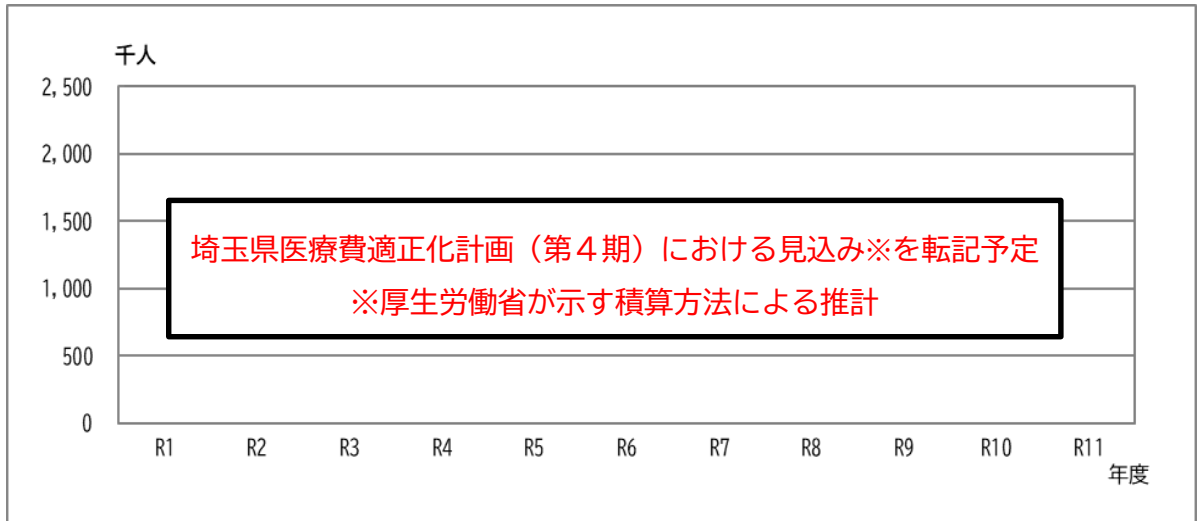 千人
2,500
2,000
1,500
埼玉県医療費適正化計画（第４期）における見込み※を転記予定
※厚生労働省が示す積算方法による推計
1,000
500
0
R1 R2 R3 R4 R5 R6 R7 R8 R9 R10 R11
年度